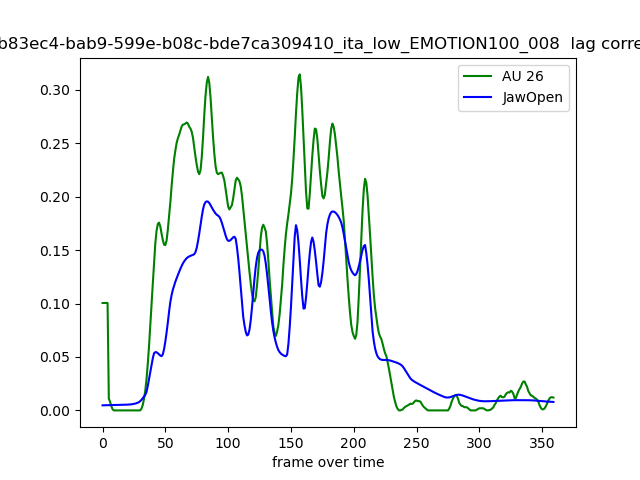 b83ec4-bab9-599e-b08c-bde7ca309410_ita_low_EMOTION100_008 lag corre
AU 26
JawOpen
0.30
0.25
0.20
0.15
0.10
0.05
0.00
0 50 100 150 200 250 300 350
frame over time